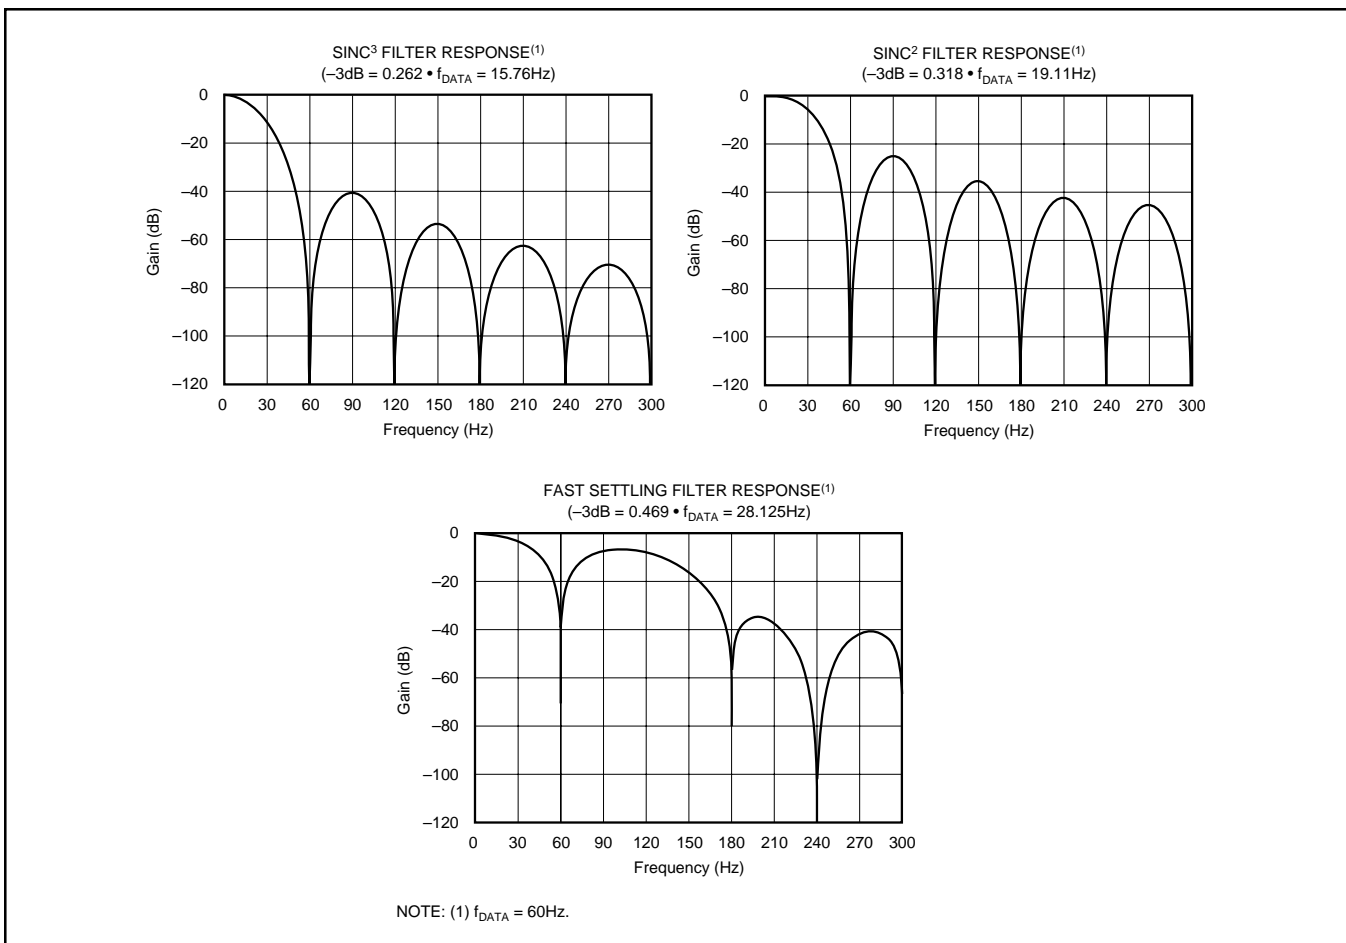 SINC³ FILTER RESPONSE(1)
(–3dB = 0.262 • fDATA = 15.76Hz)
0
–20
–40
–60
–80
–100
–120
Gain (dB)
0 30 60 90 120 150 180 210 240 270 300
Frequency (Hz)
SINC² FILTER RESPONSE(1)
(–3dB = 0.318 • fDATA = 19.11Hz)
0
–20
–40
–60
–80
–100
–120
Gain (dB)
0 30 60 90 120 150 180 210 240 270 300
Frequency (Hz)
FAST SETTLING FILTER RESPONSE(1)
(–3dB = 0.469 • fDATA = 28.125Hz)
0
–20
–40
–60
–80
–100
–120
Gain (dB)
0 30 60 90 120 150 180 210 240 270 300
Frequency (Hz)
NOTE: (1) fDATA = 60Hz.